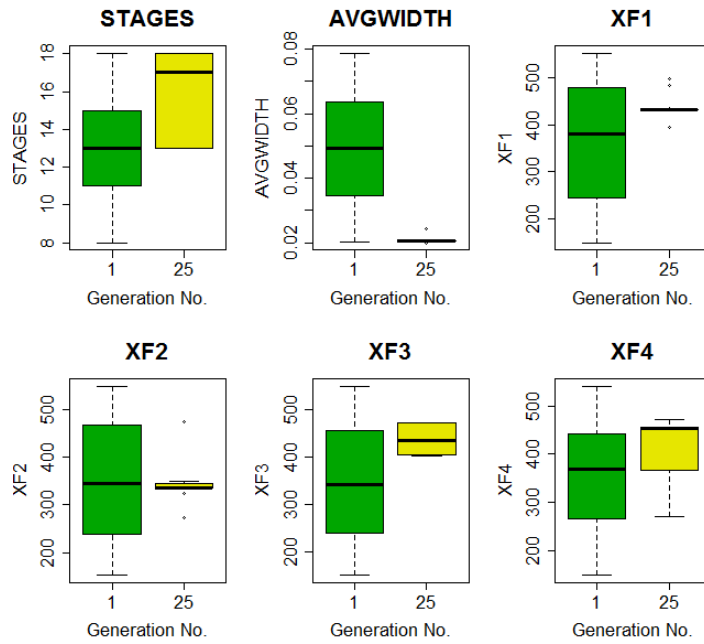 STAGES
AVGWIDTH
XF1
STAGES
8 10 12 14 16 18
1 25
Generation No.
AVGWIDTH
0.02 0.04 0.06 0.08
1 25
Generation No.
XF1
200 300 400 500
1 25
Generation No.
XF2
XF3
XF4
XF2
200 300 400 500
1 25
Generation No.
XF3
200 300 400 500
1 25
Generation No.
XF4
200 300 400 500
1 25
Generation No.